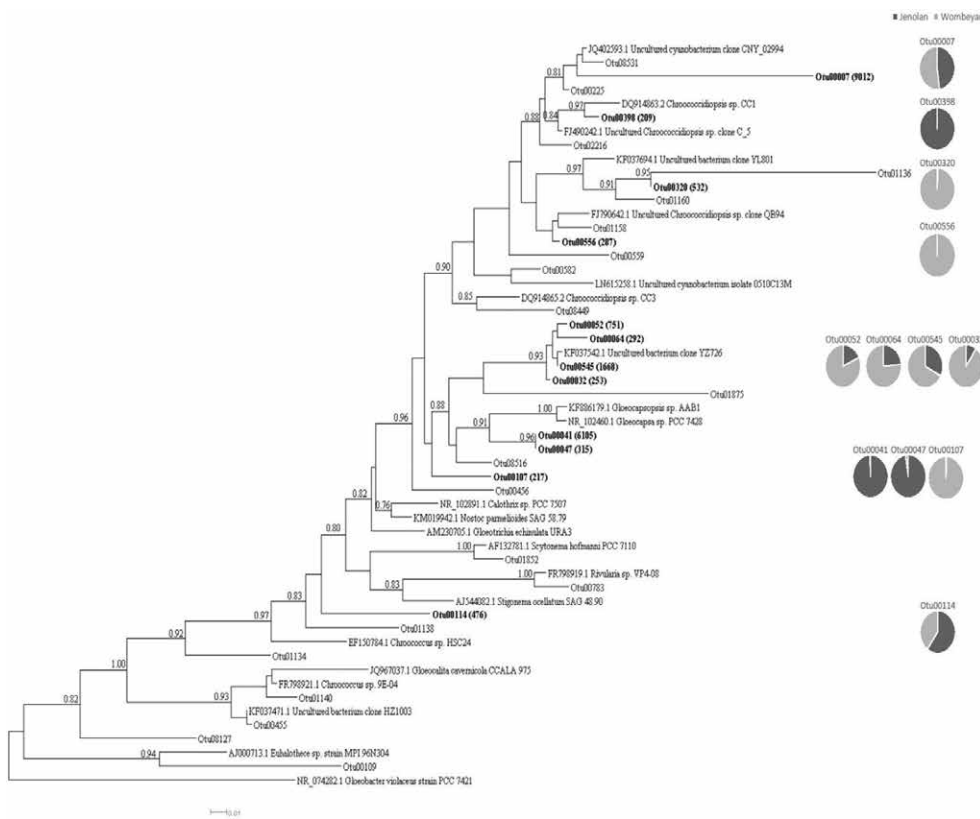 Jenolan Wombeyan
Otu00007
JQ402593.1 Uncultured cyanobacterium clone CNY_02994
Otu08531
0.81
Otu00007 (9012)
Otu00225
0.97
DQ914863.2 Chroococcidiopsis sp. CC1
Otu00398
0.88
0.84
Otu00398 (209)
FJ490242.1 Uncultured Chroococcidiopsis sp. clone C_5
Otu02216
KF037694.1 Uncultured bacterium clone YL801
Otu00320
0.97
0.95
Otu01136
0.91
Otu00320 (532)
Otu01160
FJ790642.1 Uncultured Chroococcidiopsis sp. clone QB94
Otu01158
Otu00556
Otu00556 (207)
Otu00559
0.90
Otu00582
LN615258.1 Uncultured cyanobacterium isolate 0510C13M
0.85
DQ914865.2 Chroococcidiopsis sp. CC3
Otu08449
Otu00052 (751)
Otu00064 (292)
Otu00052 Otu00064 Otu00545
0.93
KF037542.1 Uncultured bacterium clone YZ726
Otu00545 (1668)
Otu00032 (253)
Otu01875
0.88
1.00
KF886179.1 Gloeocapsopsis sp. AAB1
0.96
0.91
NR_102460.1 Gloeocapsa sp. PCC 7428
0.96
Otu00041 (6105)
Otu00047 (315)
Otu00041 Otu00047 Otu00107
Otu08516
Otu00107 (217)
Otu00456
0.82
0.76
NR_102891.1 Calothrix sp. PCC 7507
KM019942.1 Nostoc parmelioides SAG 58.79
0.80
AM230705.1 Gloeotrichia echinulata URA3
1.00
AF132781.1 Scytonema hofmanni PCC 7110
Otu01852
1.00
FR798919.1 Rivularia sp. VP4-08
0.83
Otu00783
0.83
AJ544082.1 Stigonema ocellatum SAG 48.90
Otu00114
0.97
Otu00114 (476)
Otu01138
0.92
EF150784.1 Chroococcus sp. HSC24
Otu01134
1.00
JQ967037.1 Gloeocalita cavernicola CCALA 975
FR798921.1 Chroococcus sp. 9E-04
0.93
Otu01140
0.82
KF037471.1 Uncultured bacterium clone HZ1003
Otu00455
Otu08127
0.94
AJ000713.1 Euhalothece sp. strain MPI 96N304
Otu00109
NR_074282.1 Gloeobacter violaceus strain PCC 7421
0.01